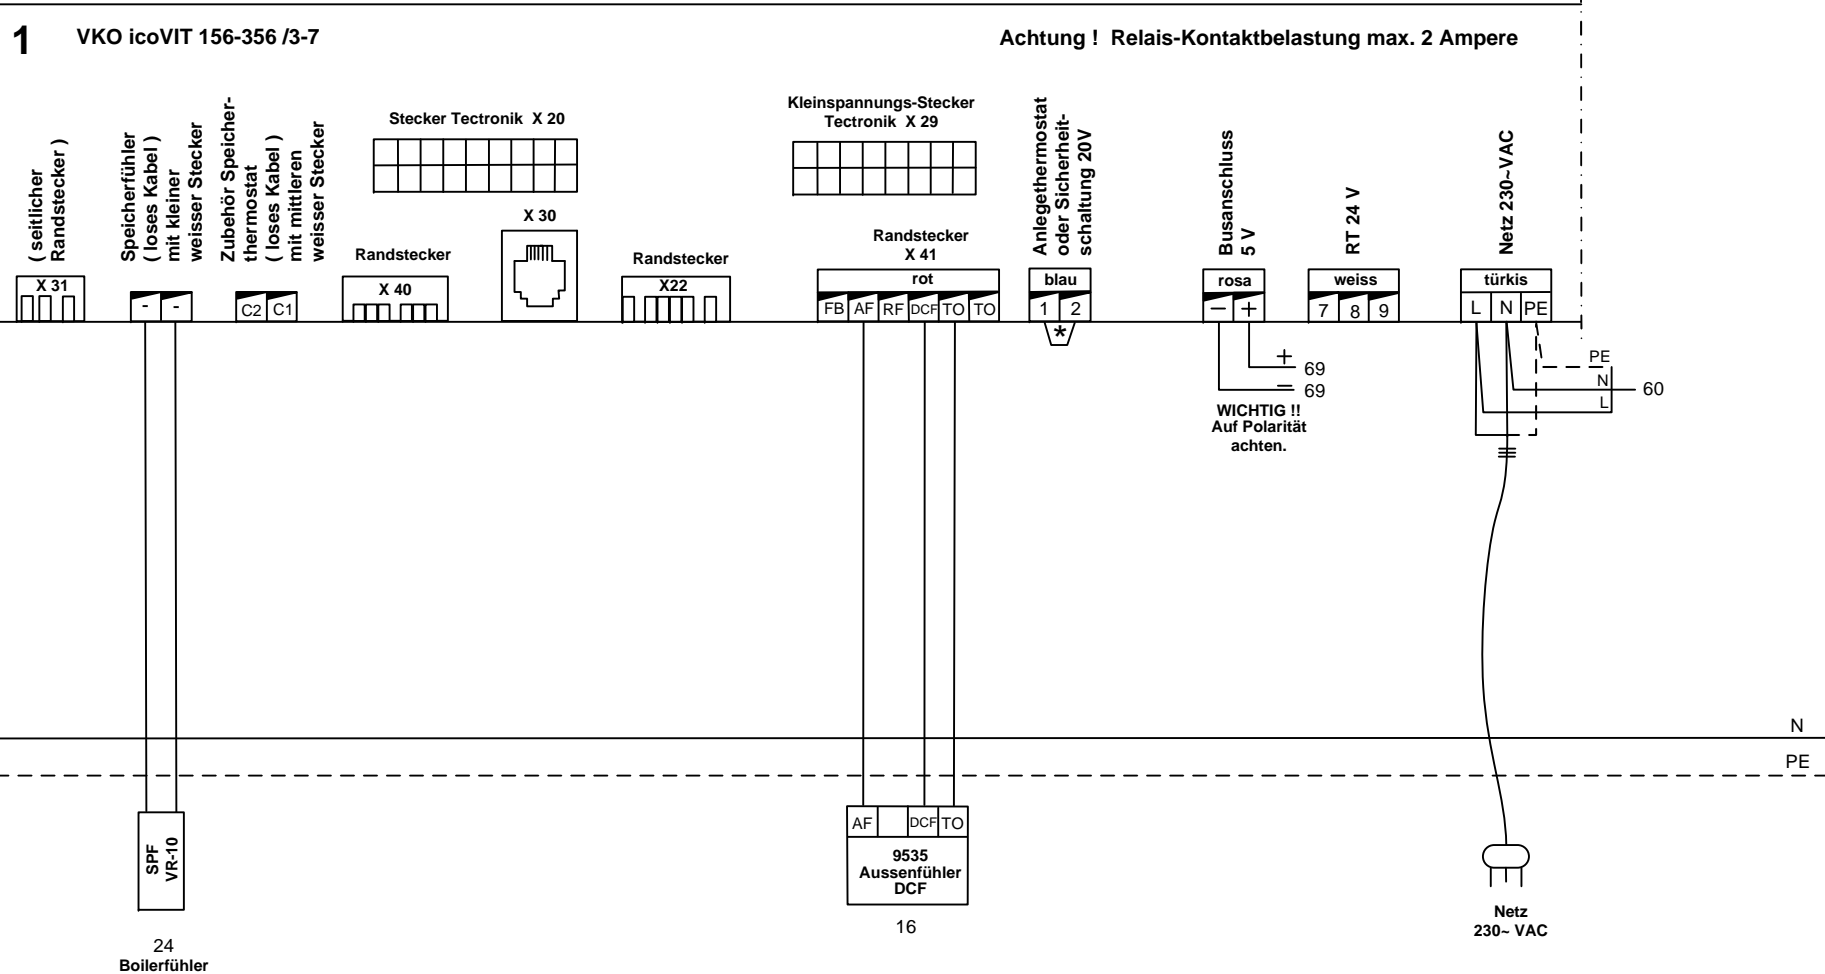 1 VKO icoVIT 156-356 /3-7
Achtung ! Relais-Kontaktbelastung max. 2 Ampere
( seitlicher
Randstecker )
X 31
Speicherfühler
( loses Kabel )
mit kleiner
weisser Stecker
- -
Zubehör Speicher-
thermostat
( loses Kabel )
mit mittleren
weisser Stecker
C2 C1
Stecker Tectronik X 20
Randstecker
X 40
X 30
Randstecker
X22
Kleinspannungs-Stecker
Tectronik X 29
Randstecker
X 41
rot
FB AF RF DCF TO TO
Anlegethermostat
oder Sicherheit-
schaltung 20V
blau
1 2
*
Busanschluss
5 V
rosa
− +
+ 69
− 69
WICHTIG !!
Auf Polarität
achten.
RT 24 V
weiss
7 8 9
Netz 230~VAC
türkis
L N PE
PE
N
L
60
N
PE
SPF
VR-10
24
Boilerfühler
AF DCF TO
9535
Aussenfühler
DCF
16
Netz
230~ VAC